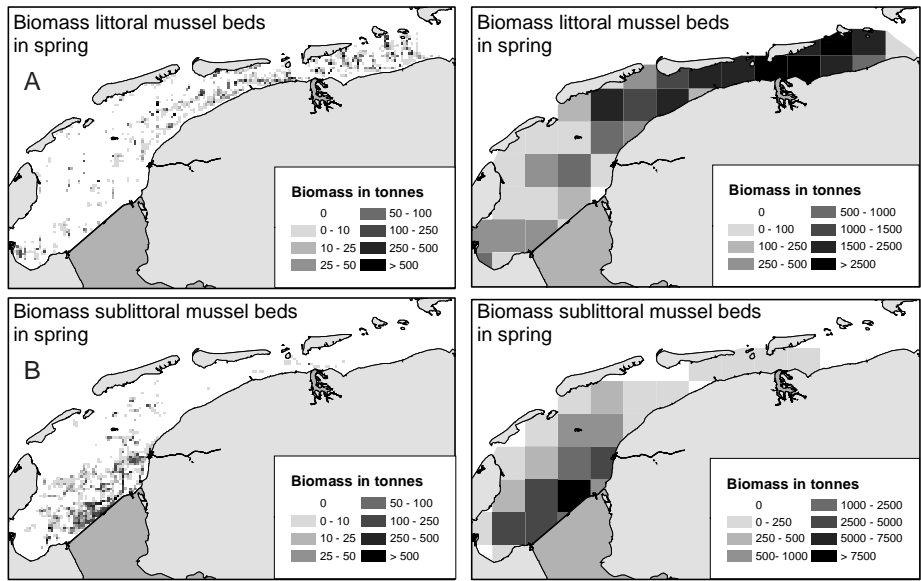 Biomass littoral mussel beds
in spring
A
Biomass in tonnes
0
0 - 10
10 - 25
25 - 50
50 - 100
100 - 250
250 - 500
> 500
Biomass littoral mussel beds
in spring
Biomass in tonnes
0
0 - 100
100 - 250
250 - 500
500 - 1000
1000 - 1500
1500 - 2500
> 2500
Biomass sublittoral mussel beds
in spring
B
Biomass in tonnes
0
0 - 10
10 - 25
25 - 50
50 - 100
100 - 250
250 - 500
> 500
Biomass sublittoral mussel beds
in spring
Biomass in tonnes
0
0 - 250
250 - 500
500- 1000
1000 - 2500
2500 - 5000
5000 - 7500
> 7500